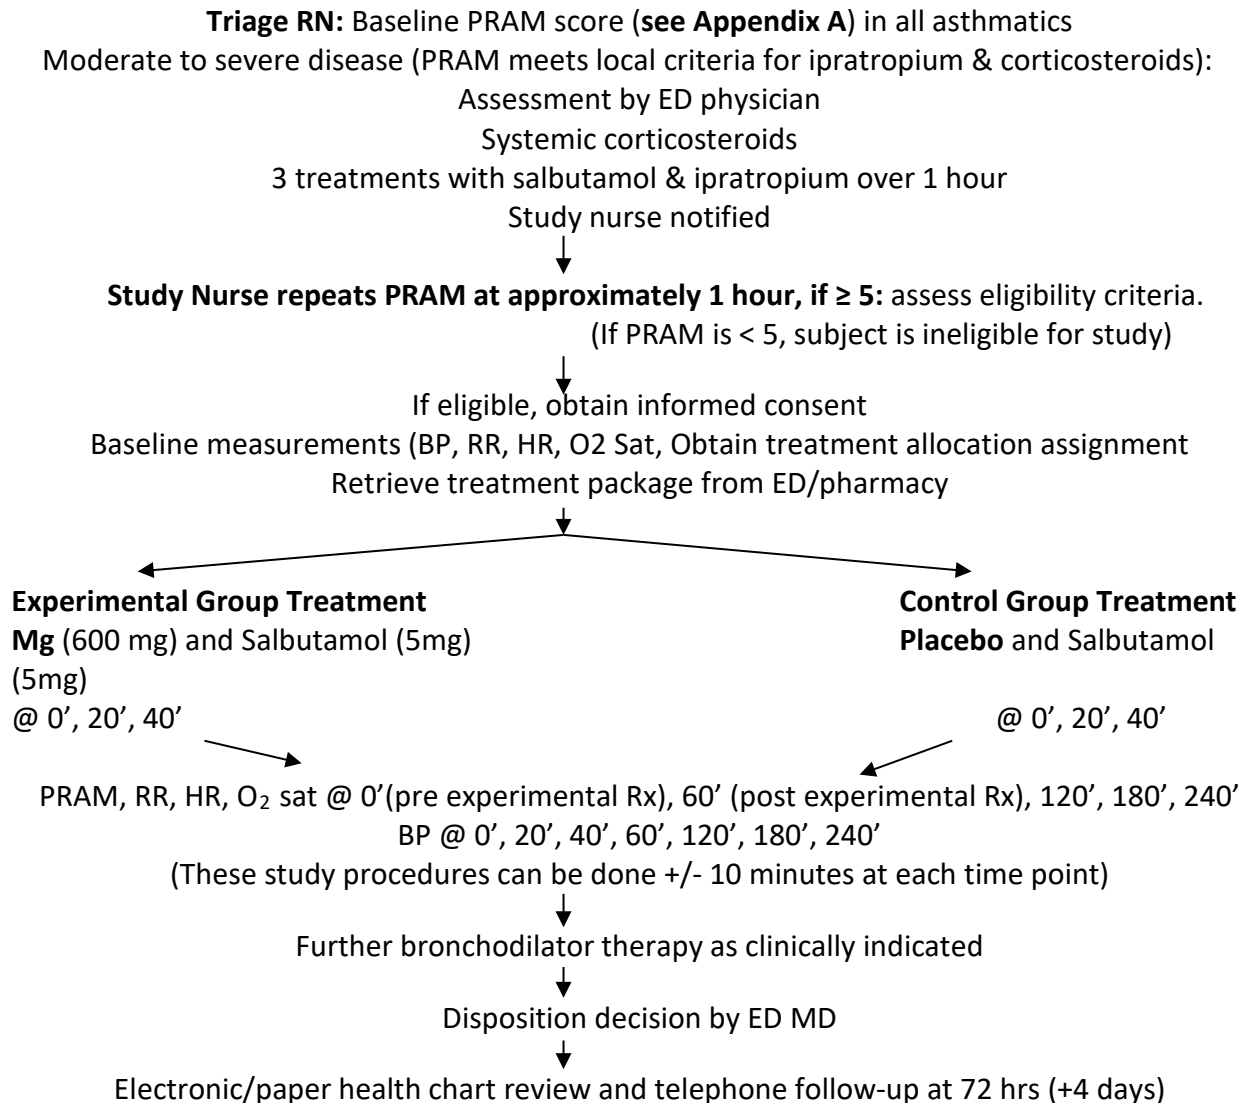 Triage RN: Baseline PRAM score (see Appendix A) in all asthmatics
Moderate to severe disease (PRAM meets local criteria for ipratropium & corticosteroids):
Assessment by ED physician
Systemic corticosteroids
3 treatments with salbutamol & ipratropium over 1 hour
Study nurse notified
Study Nurse repeats PRAM at approximately 1 hour, if ≥ 5: assess eligibility criteria.
(If PRAM is < 5, subject is ineligible for study)
If eligible, obtain informed consent
Baseline measurements (BP, RR, HR, O2 Sat, Obtain treatment allocation assignment
Retrieve treatment package from ED/pharmacy
Experimental Group Treatment
Mg (600 mg) and Salbutamol (5mg)
(5mg)
@ 0’, 20’, 40’
Control Group Treatment
Placebo and Salbutamol
@ 0’, 20’, 40’
PRAM, RR, HR, O2 sat @ 0’(pre experimental Rx), 60’ (post experimental Rx), 120’, 180’, 240’
BP @ 0’, 20’, 40’, 60’, 120’, 180’, 240’
(These study procedures can be done +/- 10 minutes at each time point)
Further bronchodilator therapy as clinically indicated
Disposition decision by ED MD
Electronic/paper health chart review and telephone follow-up at 72 hrs (+4 days)